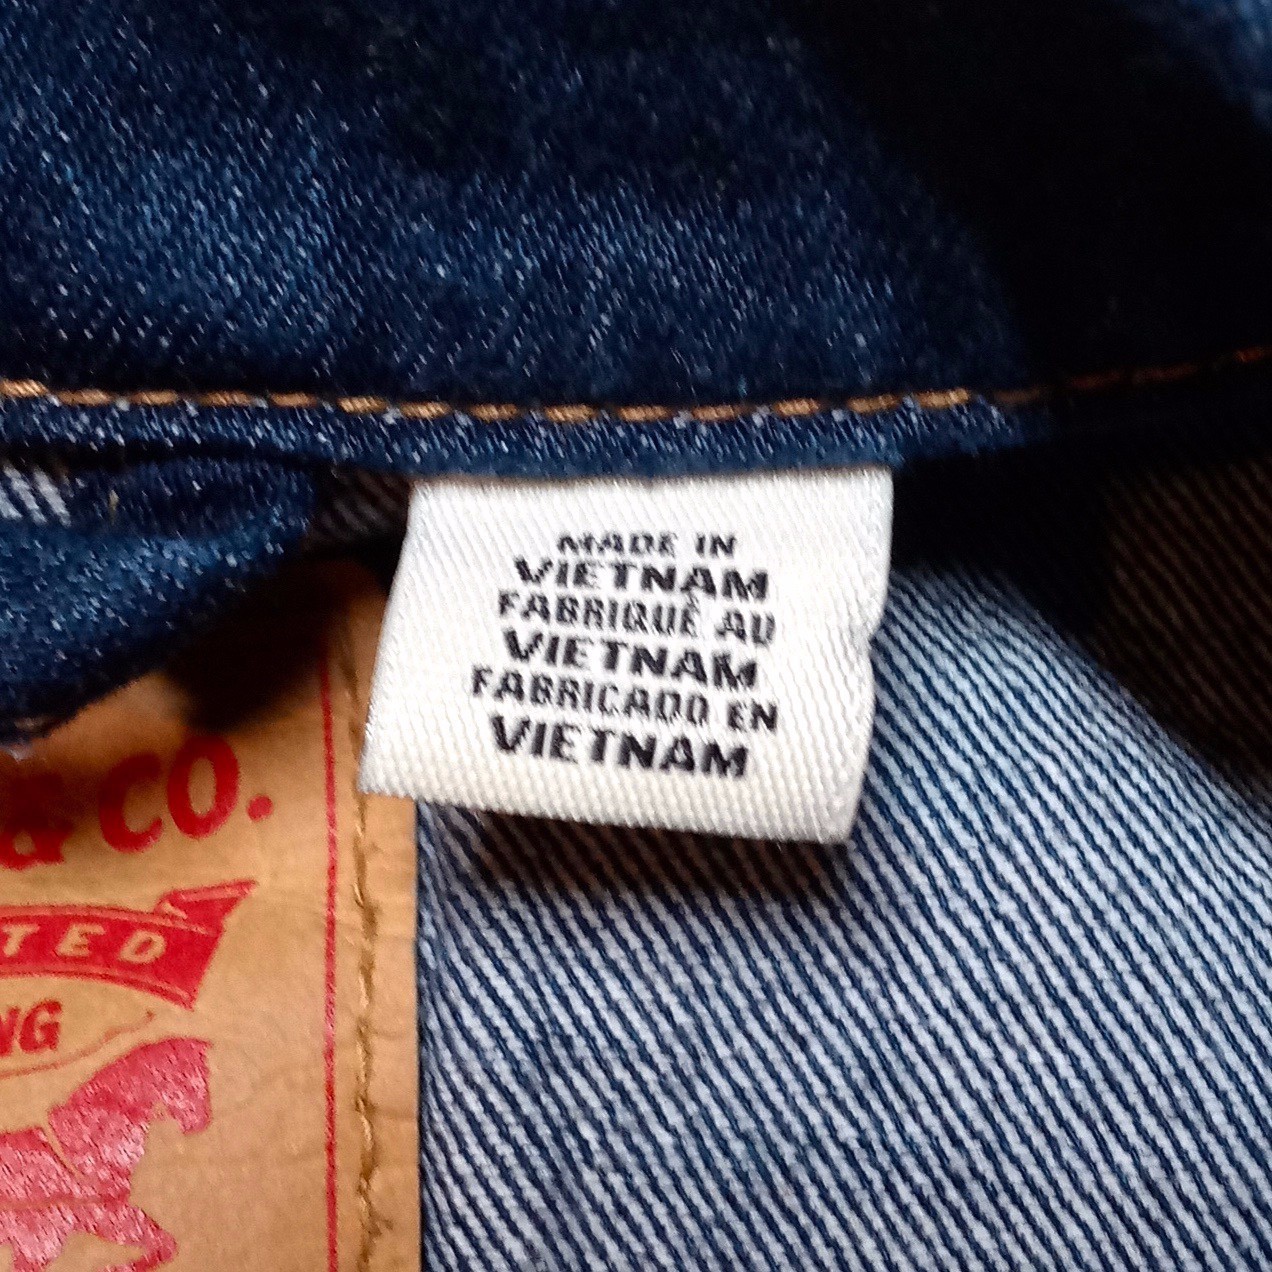 MADE IN
VIETNAM
FABRIQUÉ AU
VIETNAM
FABRICADO EN
VIETNAM
& CO.
TED
NG